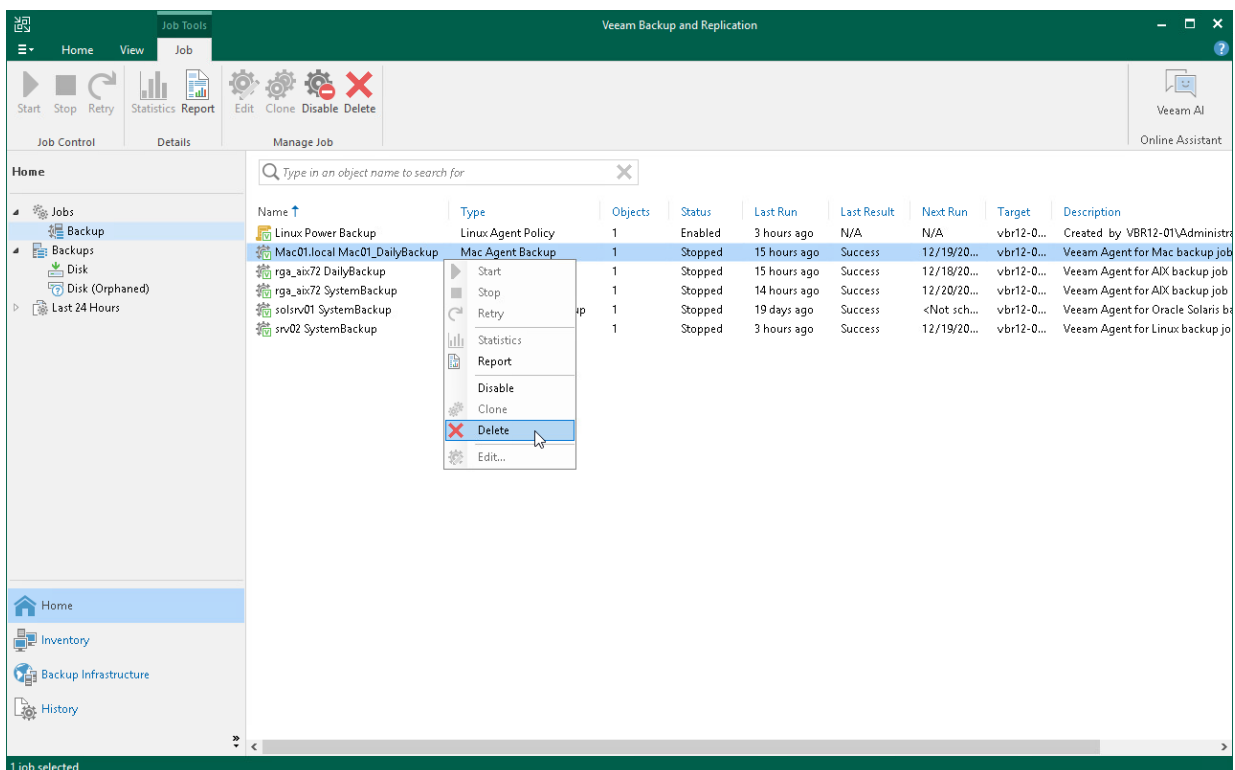 Job Tools
Veeam Backup and Replication
Home View Job
Start Stop Retry Statistics Report Edit Clone Disable Delete Veeam AI
Job Control Details Manage Job Online Assistant
Home
Type in an object name to search for
Jobs
Backup
Backups
Disk
Disk (Orphaned)
Last 24 Hours
Name Type Objects Status Last Run Last Result Next Run Target Description
Linux Power Backup Linux Agent Policy 1 Enabled 3 hours ago N/A N/A vbr12-0... Created by VBR12-01\Administra
Mac01.local Mac01_DailyBackup Mac Agent Backup 1 Stopped 15 hours ago Success 12/19/20... vbr12-0... Veeam Agent for Mac backup job
rga_aix72 DailyBackup 1 Stopped 15 hours ago Success 12/18/20... vbr12-0... Veeam Agent for AIX backup job
rga_aix72 SystemBackup 1 Stopped 14 hours ago Success 12/20/20... vbr12-0... Veeam Agent for AIX backup job
solsrv01 SystemBackup up 1 Stopped 19 days ago Success <Not sch... vbr12-0... Veeam Agent for Oracle Solaris ba
srv02 SystemBackup 1 Stopped 3 hours ago Success 12/19/20... vbr12-0... Veeam Agent for Linux backup jo
Start
Stop
Retry
Statistics
Report
Disable
Clone
Delete
Edit...
Home
Inventory
Backup Infrastructure
History
1 job selected